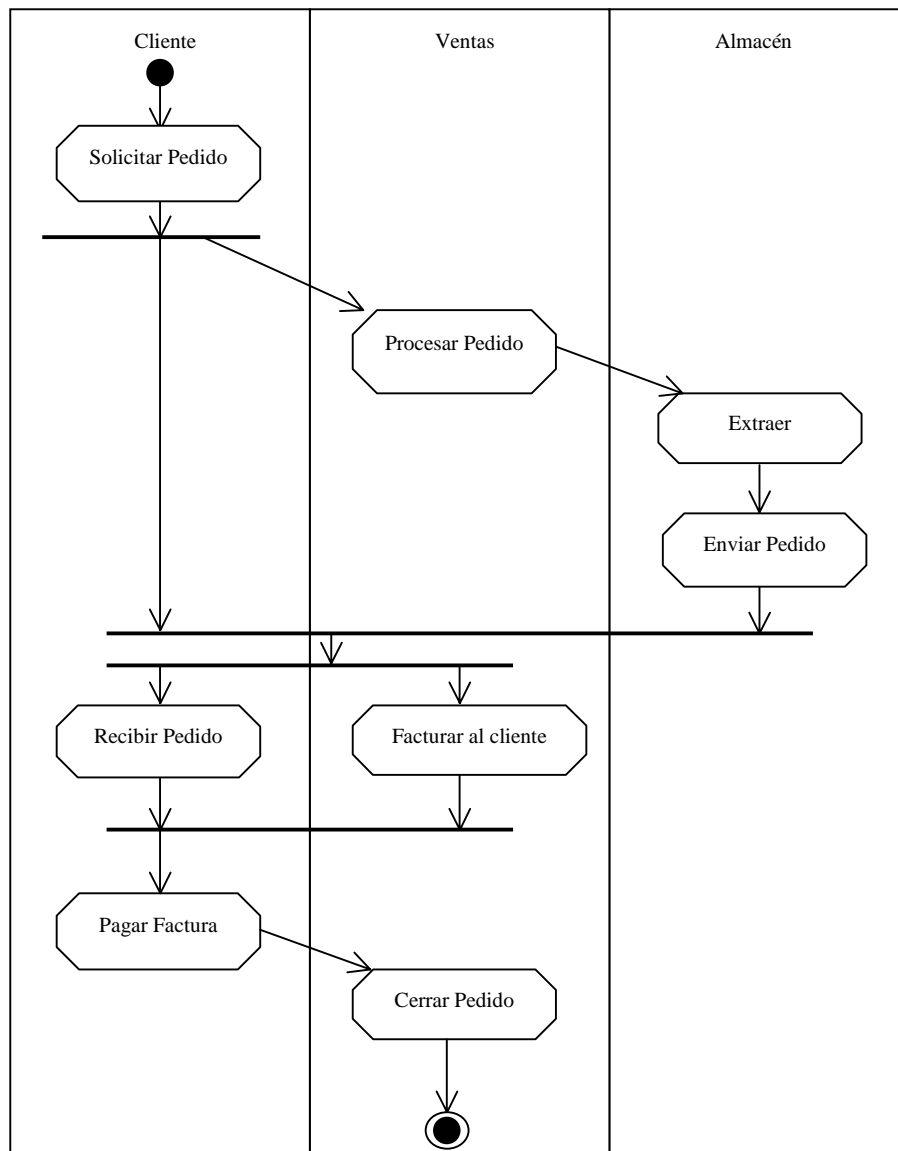 Cliente
Ventas
Almacén
Solicitar Pedido
Procesar Pedido
Extraer
Enviar Pedido
Recibir Pedido
Facturar al cliente
Pagar Factura
Cerrar Pedido